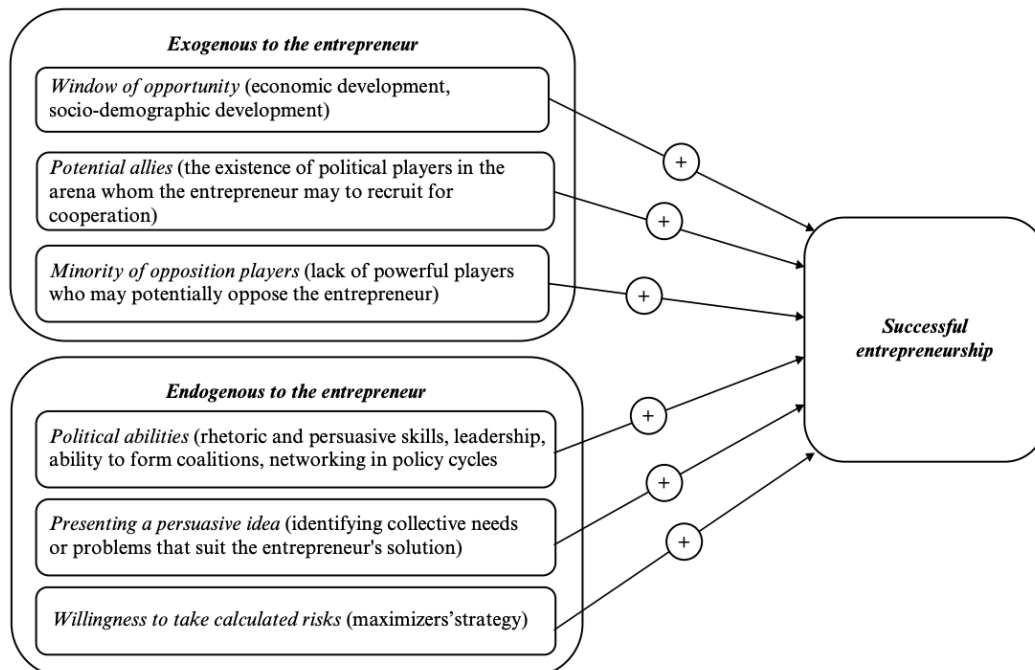 Exogenous to the entrepreneur
Window of opportunity (economic development,
socio-demographic development)
Potential allies (the existence of political players in the
arena whom the entrepreneur may to recruit for
cooperation)
Minority of opposition players (lack of powerful players
who may potentially oppose the entrepreneur)
Endogenous to the entrepreneur
Political abilities (rhetoric and persuasive skills, leadership,
ability to form coalitions, networking in policy cycles
Presenting a persuasive idea (identifying collective needs
or problems that suit the entrepreneur's solution)
Willingness to take calculated risks (maximizers’strategy)
+
+
+
+
+
+
Successful
entrepreneurship